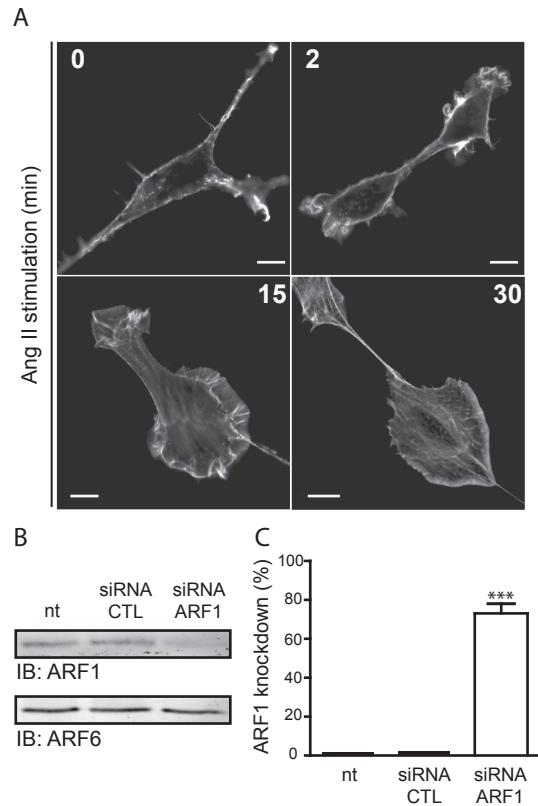 A
Ang II stimulation (min)
0
2
15
30
B
nt
siRNA
CTL
siRNA
ARF1
IB: ARF1
IB: ARF6
C
ARF1 knockdown (%)
100
80
60
40
20
0
***
nt
siRNA
CTL
siRNA
ARF1